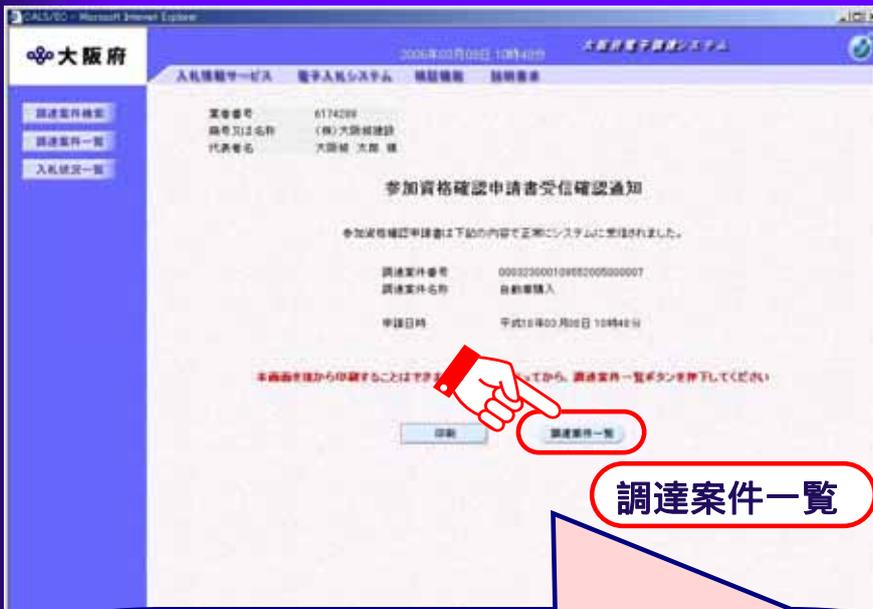 CALS/EC - Microsoft Internet Explorer
大阪府
2006年03月08日 10時48分
大阪府電子調達システム
入札情報サービス 電子入札システム 検証機能 説明要求
調達案件検索
調達案件一覧
入札状況一覧
業者番号 6174289
商号又は名称 (株)大阪城建設
代表者名 大阪城 太郎 様
参加資格確認申請書受信確認通知
参加資格確認申請書は下記の内容で正常にシステムに受信されました。
調達案件番号
調達案件名称 自動車購入
申請日時 平成18年03月08日 10時48分
本画面を後から印刷することはできま ってから、調達案件一覧ボタンを押下してください
印刷
調達案件一覧
調達案件一覧